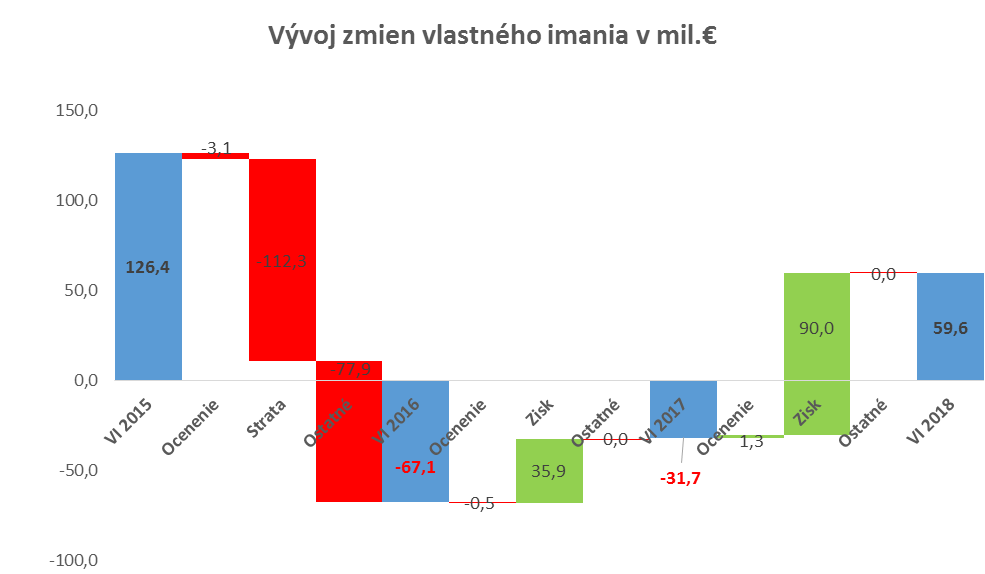 Vývoj zmien vlastného imania v mil.€
150,0
100,0
50,0
0,0
-50,0
-100,0
126,4
-3,1
-112,3
-77,9
-67,1
-0,5
35,9
0,0
-31,7
1,3
90,0
0,0
59,6
VI 2015
Ocenenie
Strata
Ostatné
VI 2016
Ocenenie
Zisk
Ostatné
VI 2017
Ocenenie
Zisk
Ostatné
VI 2018